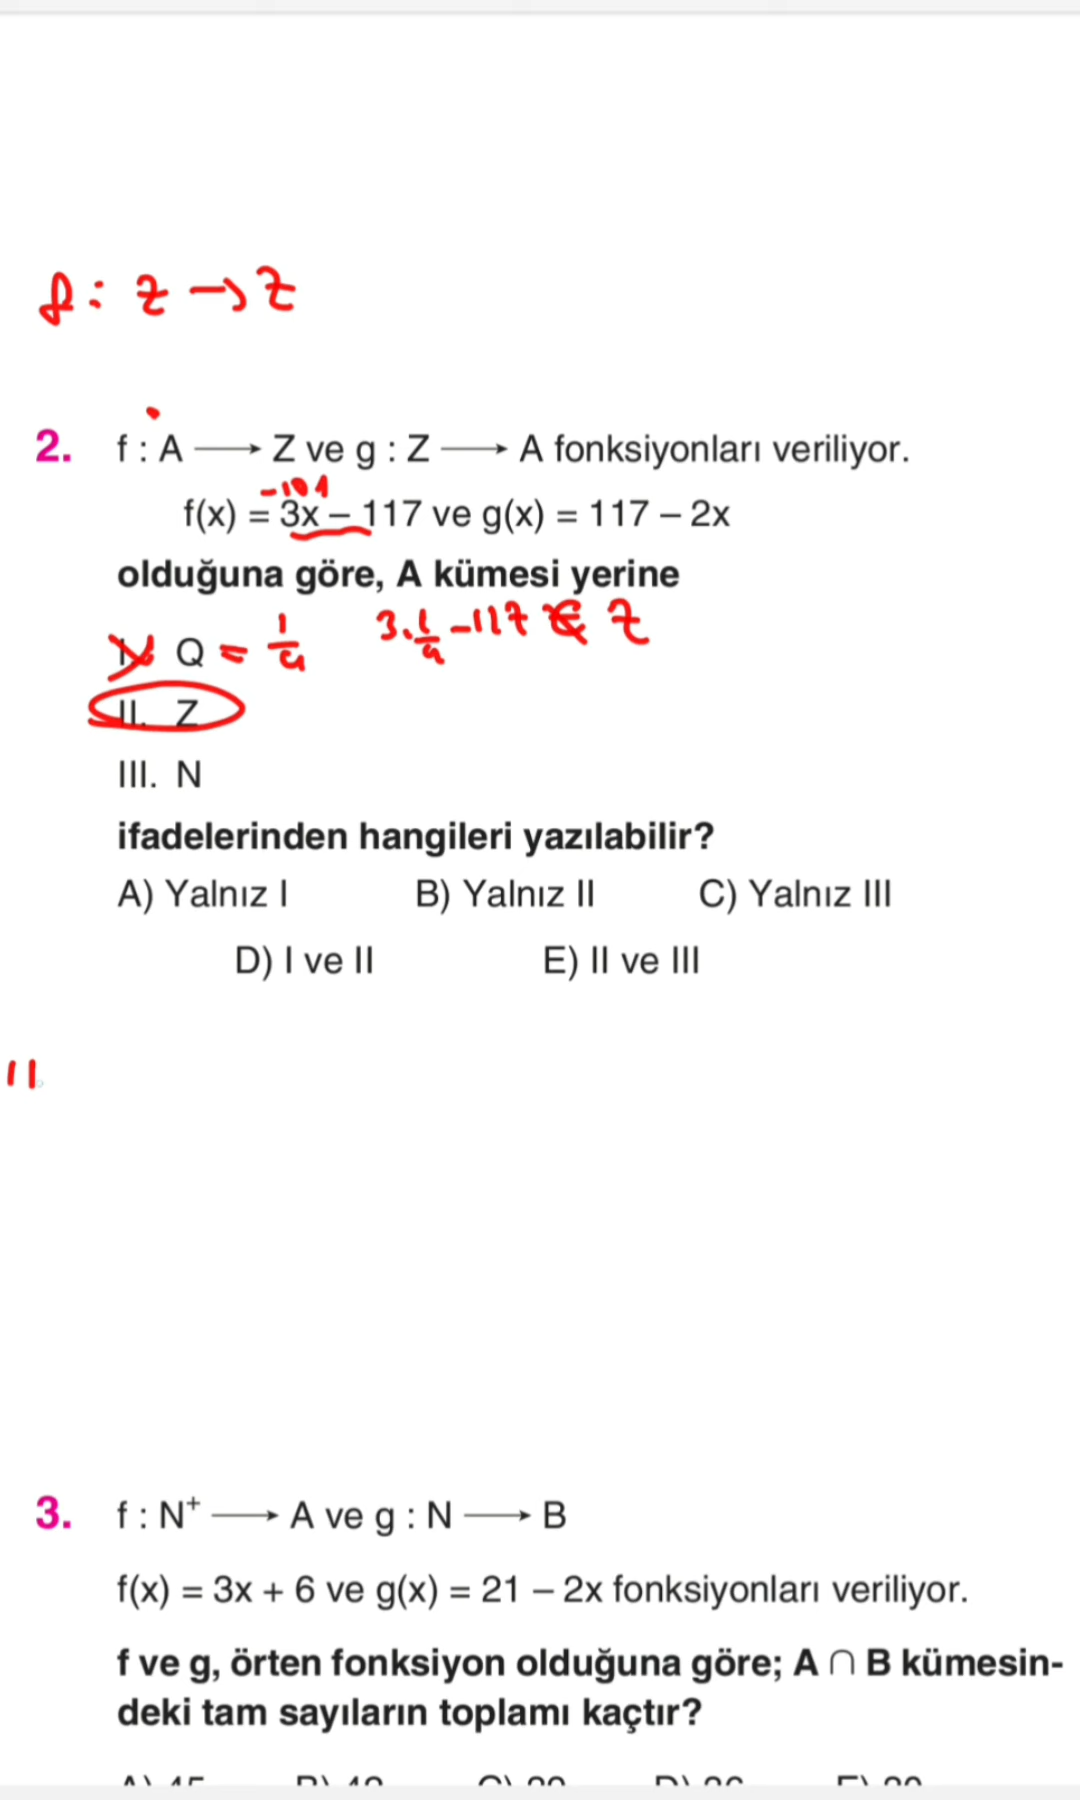 f : Z → Z
2. f : A → Z ve g : Z → A fonksiyonları veriliyor.
-101
f(x) = 3x – 117 ve g(x) = 117 – 2x
olduğuna göre, A kümesi yerine
Q = 1/4 3.1/4 -117 ∉ Z
II. Z
III. N
ifadelerinden hangileri yazılabilir?
A) Yalnız I B) Yalnız II C) Yalnız III
D) I ve II E) II ve III
11
3. f : N⁺ → A ve g : N → B
f(x) = 3x + 6 ve g(x) = 21 – 2x fonksiyonları veriliyor.
f ve g, örten fonksiyon olduğuna göre; A ∩ B kümesin-
deki tam sayıların toplamı kaçtır?